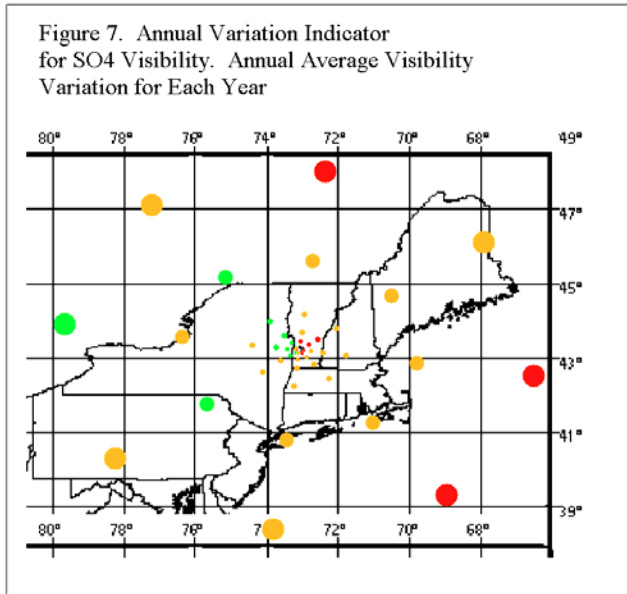 Figure 7.  Annual Variation Indicator
for SO4 Visibility.  Annual Average Visibility
Variation for Each Year
80° 78° 76° 74° 72° 70° 68° 49°
47°
45°
43°
41°
39°
80° 78° 76° 74° 72° 70° 68°